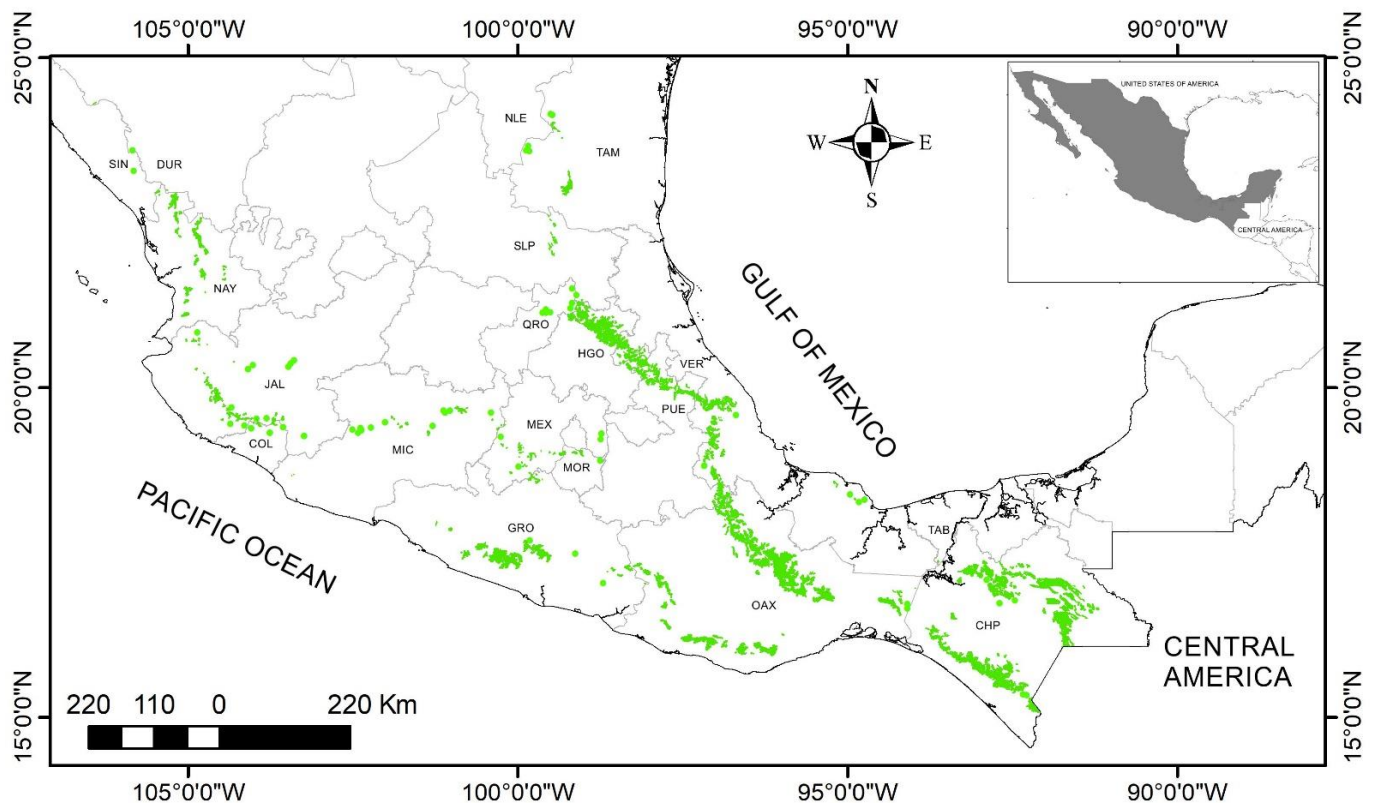 105°0'0"W 100°0'0"W 95°0'0"W 90°0'0"W
25°0'0"N
25°0'0"N
20°0'0"N
20°0'0"N
15°0'0"N
15°0'0"N
UNITED STATES OF AMERICA
CENTRAL AMERICA
N
W E
S
NLE
TAM
SIN
DUR
SLP
NAY
QRO
HGO
VER
JAL
PUE
MEX
COL
MIC
MOR
GRO
TAB
OAX
CHP
GULF OF MEXICO
PACIFIC OCEAN
CENTRAL
AMERICA
220 110 0 220 Km
105°0'0"W 100°0'0"W 95°0'0"W 90°0'0"W